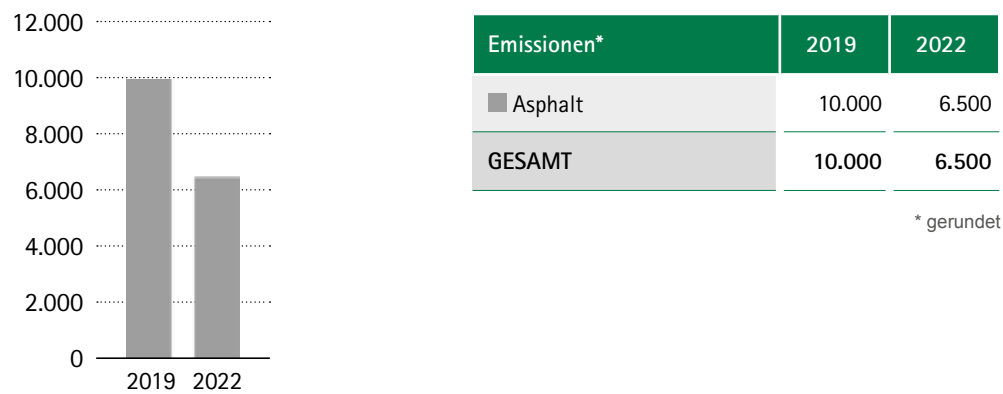 12.000
10.000
8.000
6.000
4.000
2.000
0
2019 2022
Emissionen* 2019 2022
Asphalt 10.000 6.500
GESAMT 10.000 6.500
* gerundet